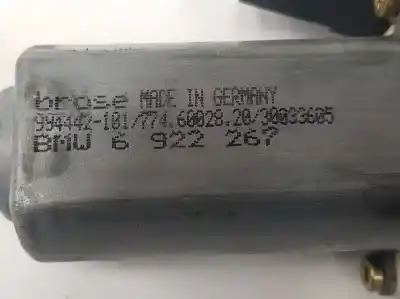 brose MADE IN GERMANY
994442-101/774.60028.20/30033605
BMW 6 922 267